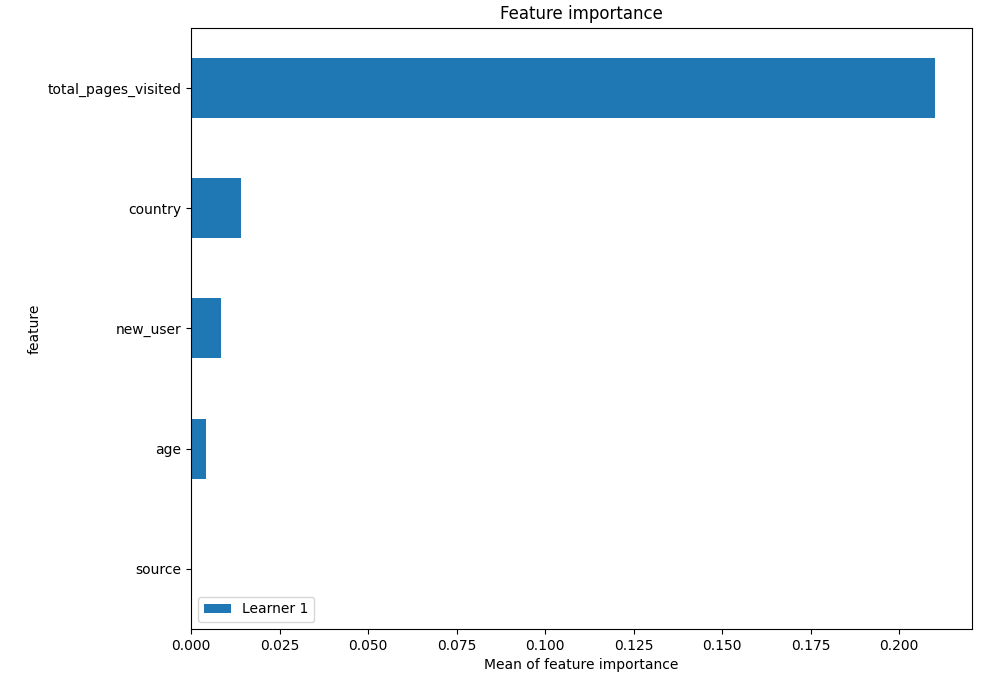 Feature importance
total_pages_visited
country
new_user
age
source
feature
Learner 1
0.000 0.025 0.050 0.075 0.100 0.125 0.150 0.175 0.200
Mean of feature importance